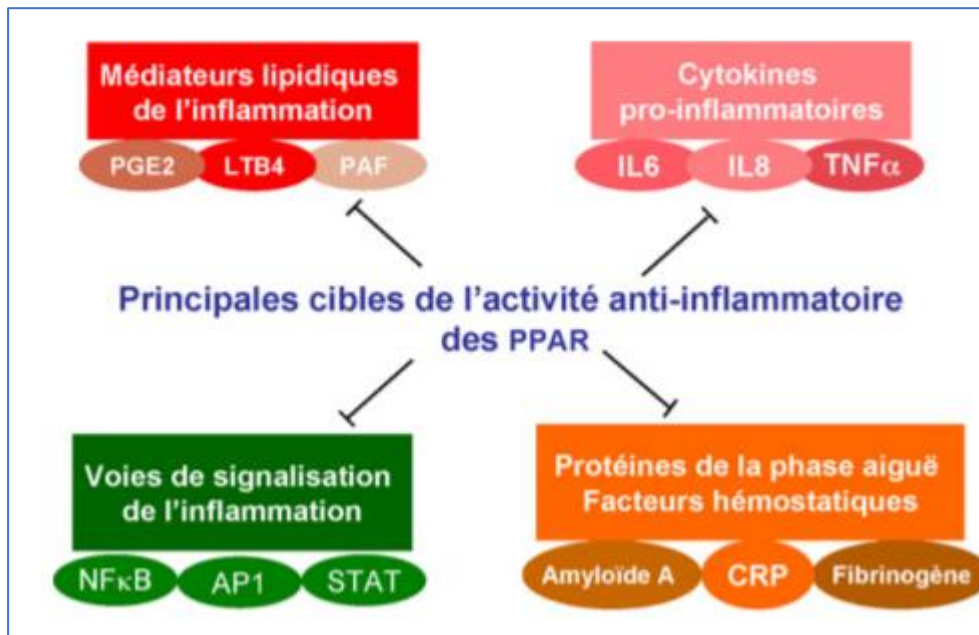 Médiateurs lipidiques
de l'inflammation
PGE2 LTB4 PAF
Cytokines
pro-inflammatoires
IL6 IL8 TNFα
Principales cibles de l'activité anti-inflammatoire
des PPAR
Voies de signalisation
de l'inflammation
NFκB AP1 STAT
Protéines de la phase aiguë
Facteurs hémostatiques
Amyloïde A CRP Fibrinogène